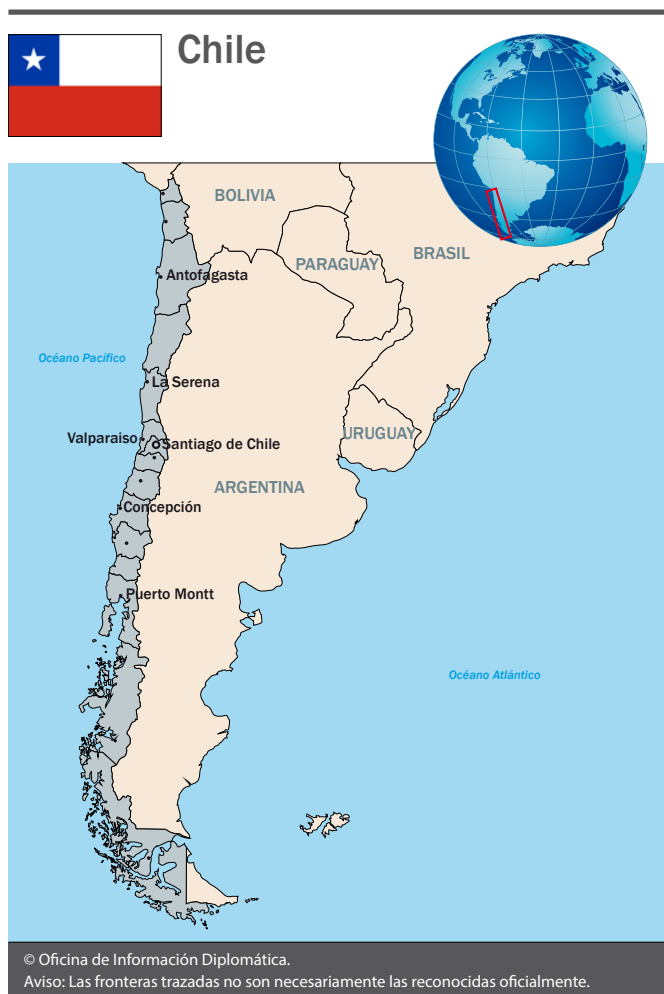 Chile
BOLIVIA
PARAGUAY
BRASIL
Antofagasta
Océano Pacífico
La Serena
Valparaiso
Santiago de Chile
URUGUAY
ARGENTINA
Concepción
Puerto Montt
Océano Atlántico
© Oficina de Información Diplomática.
Aviso: Las fronteras trazadas no son necesariamente las reconocidas oficialmente.